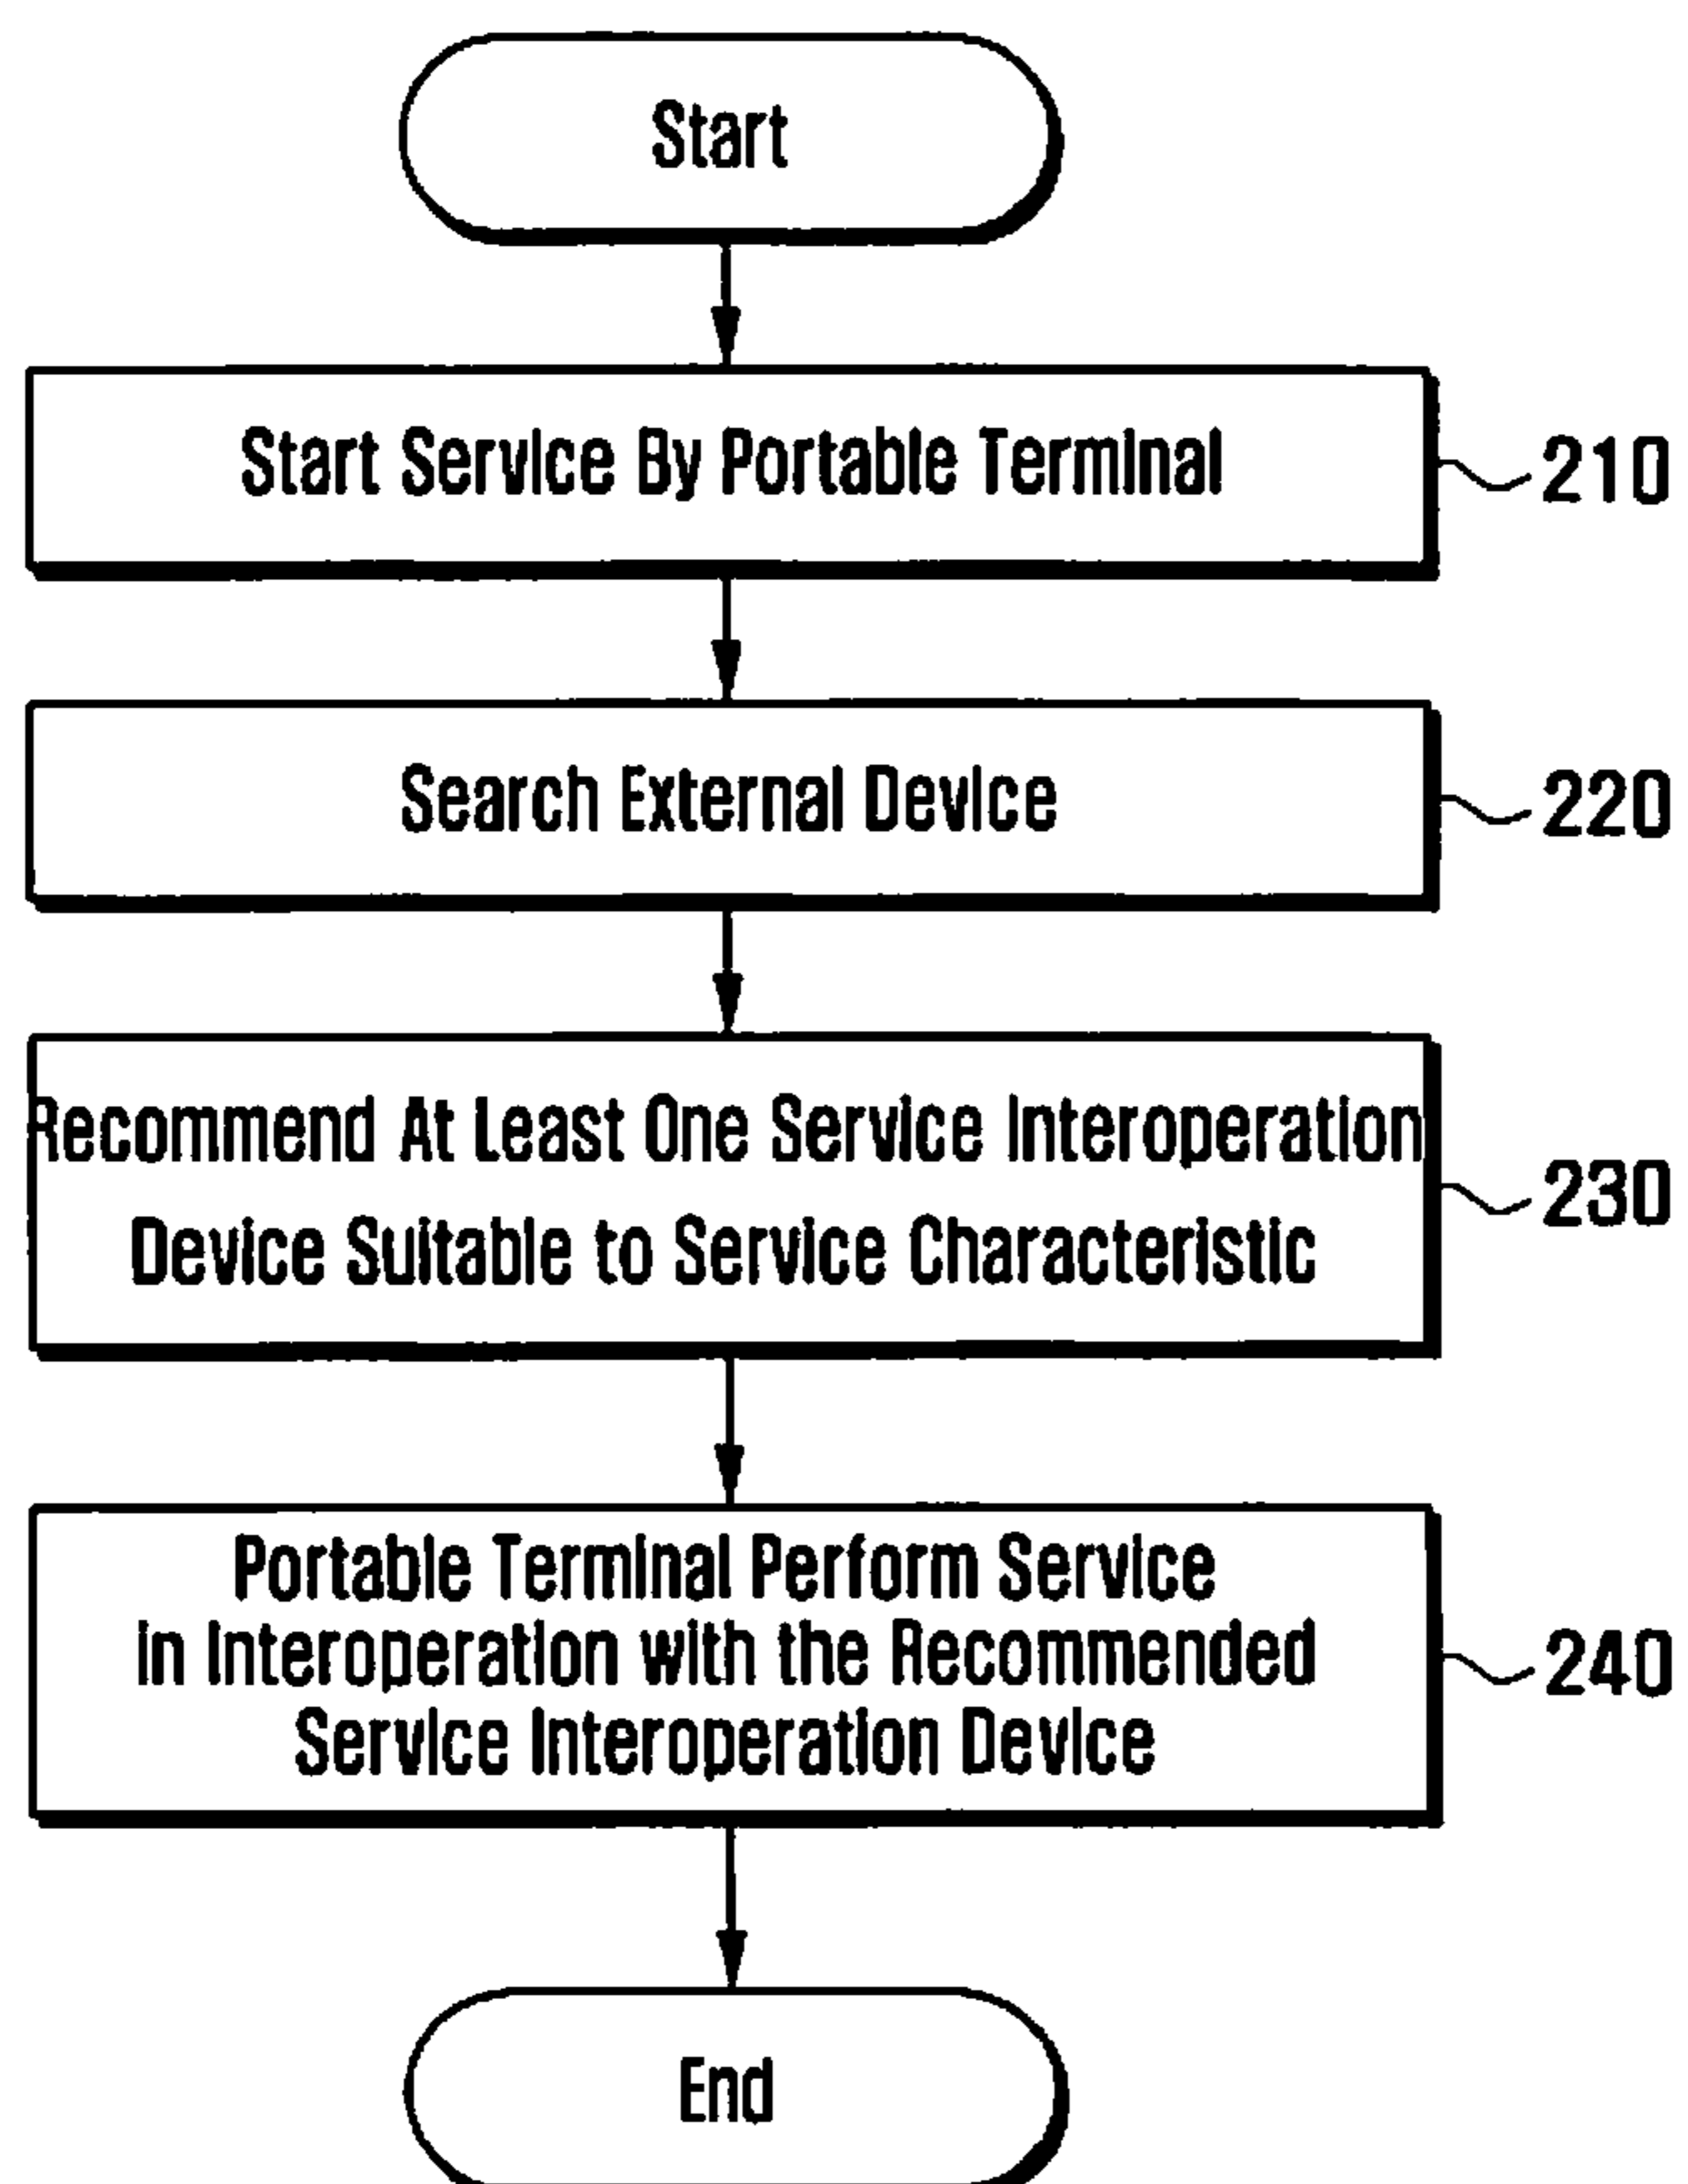 Start
Start Service By Portable Terminal
210
Search External Device
220
Recommend At Least One Service Interoperation
Device Suitable to Service Characteristic
230
Portable Terminal Perform Service
in Interoperation with the Recommended
Service Interoperation Device
240
End